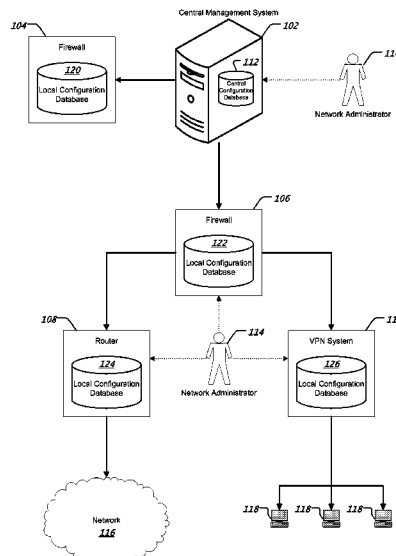 Central Management System
104
Firewall
120
Local Configuration
Database
102
112
Central
Configuration
Database
Network Administrator
106
Firewall
122
Local Configuration
Database
108
Router
124
Local Configuration
Database
114
Network Administrator
VPN System
126
Local Configuration
Database
Network
116
118
118
118